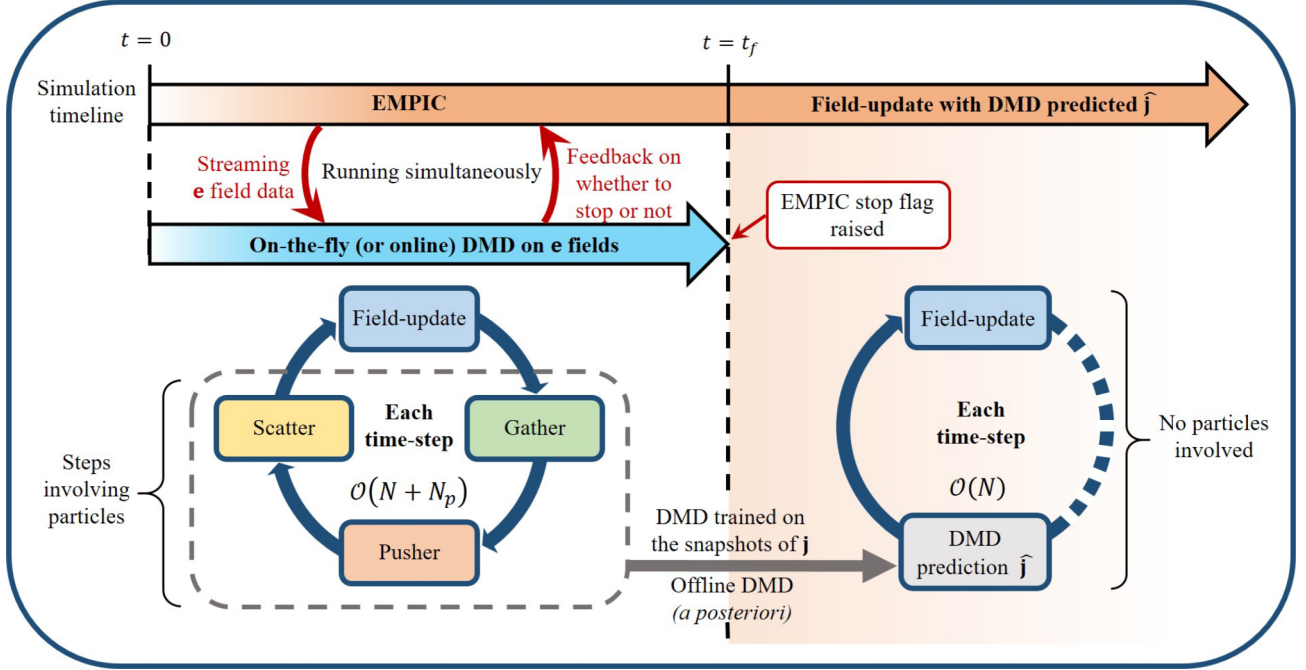 t = 0
t = t_f
Simulation
timeline
EMPIC
Field-update with DMD predicted ĵ
Streaming
e field data
Running simultaneously
Feedback on
whether to
stop or not
EMPIC stop flag
raised
On-the-fly (or online) DMD on e fields
Field-update
Scatter
Each
time-step
Gather
𝒪(N + N_p)
Pusher
Steps
involving
particles
DMD trained on
the snapshots of j
Offline DMD
(a posteriori)
Field-update
Each
time-step
𝒪(N)
DMD
prediction ĵ
No particles
involved